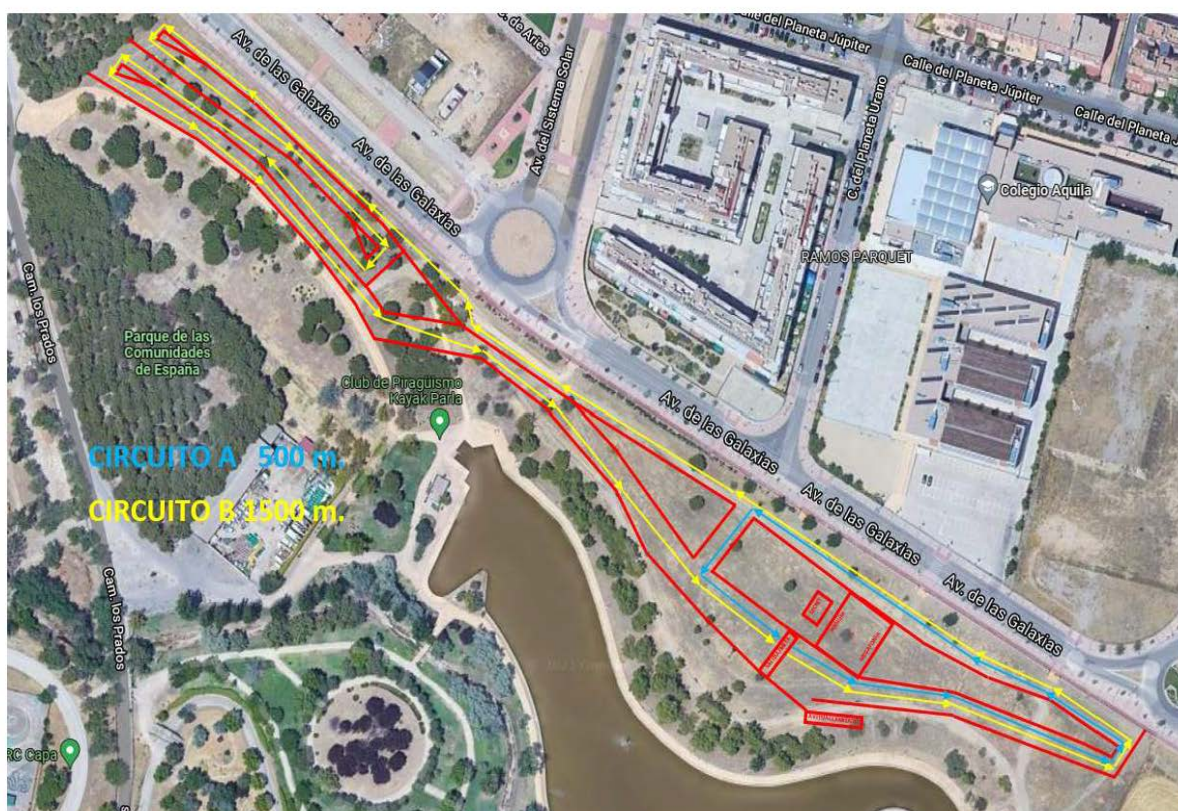 Calle del Planeta Júpiter
C. de Aries
Av. de las Galaxias
Av. del Sistema Solar
Calle del Planeta Júpiter
Calle del Planeta J
C. del Planeta Urano
Av. de las Galaxias
Colegio Aquila
RAMOS PARQUET
Cam. los Prados
Parque de las
Comunidades
de España
Club de Piragüismo
Kayak Parla
Av. de las Galaxias
CIRCUITO A 500 m.
CIRCUITO B 1500 m.
Av. de las Galaxias
Av. de las Galaxias
Cam. los Prados
RC Capa